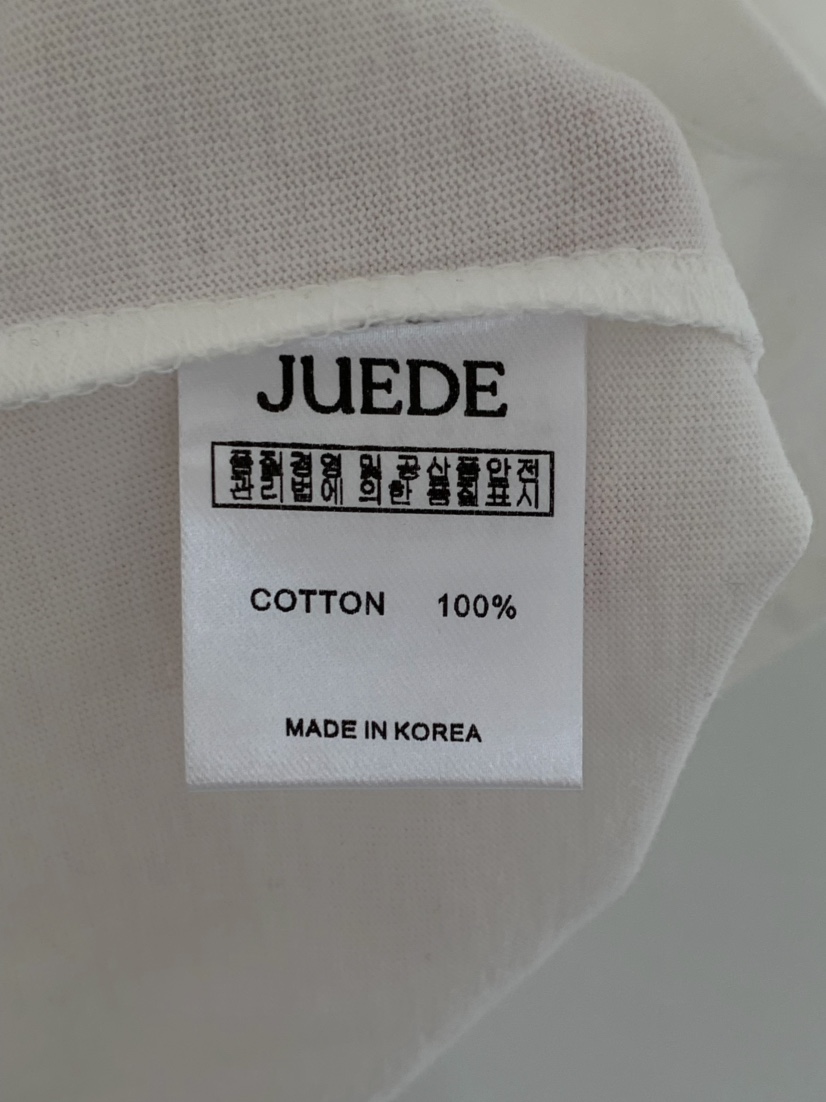 JUEDE
품질경영 및 공산품안전
관리법에 의한 품질표시
COTTON 100%
MADE IN KOREA